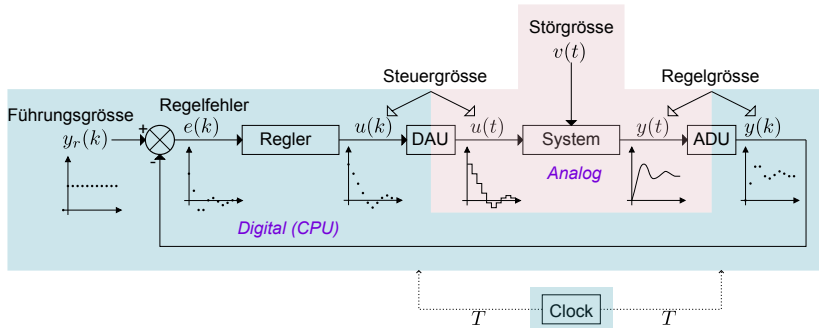 Störgrösse
v(t)
Steuergrösse
Regelgrösse
Führungsgrösse
Regelfehler
y_r(k)
+
-
e(k)
Regler
u(k)
DAU
u(t)
System
y(t)
ADU
y(k)
Analog
Digital (CPU)
T
Clock
T